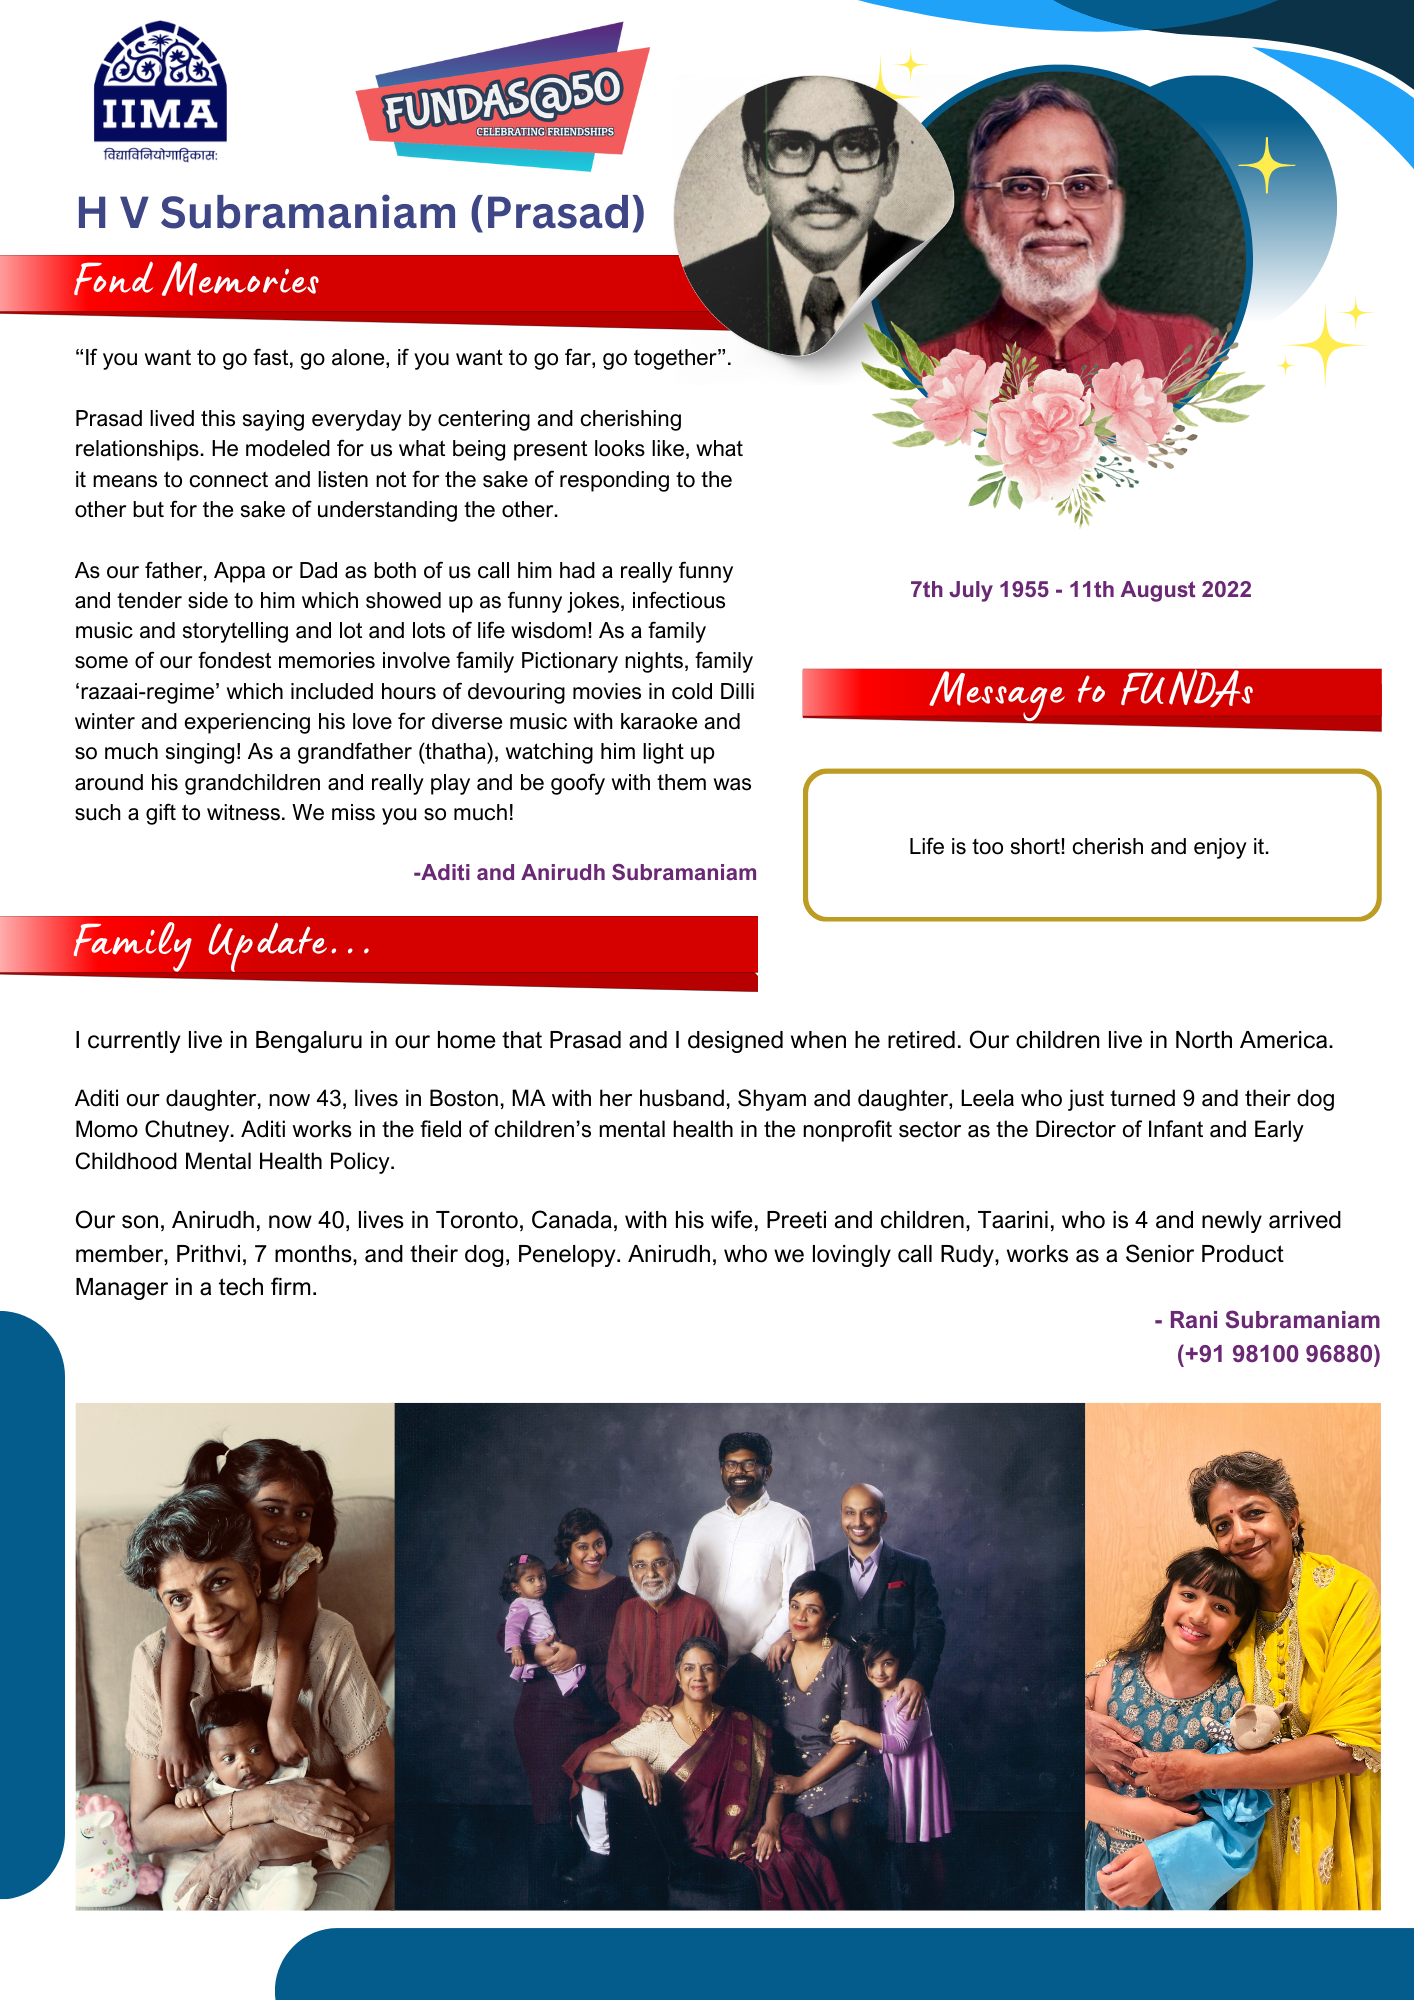 IIMA
विद्याविनियोगाद्विकास:
FUNDAS@50
CELEBRATING FRIENDSHIPS
H V Subramaniam (Prasad)
Fond Memories
“If you want to go fast, go alone, if you want to go far, go together”.
Prasad lived this saying everyday by centering and cherishing
relationships. He modeled for us what being present looks like, what
it means to connect and listen not for the sake of responding to the
other but for the sake of understanding the other.
As our father, Appa or Dad as both of us call him had a really funny
and tender side to him which showed up as funny jokes, infectious
music and storytelling and lot and lots of life wisdom! As a family
some of our fondest memories involve family Pictionary nights, family
‘razaai-regime’ which included hours of devouring movies in cold Dilli
winter and experiencing his love for diverse music with karaoke and
so much singing! As a grandfather (thatha), watching him light up
around his grandchildren and really play and be goofy with them was
such a gift to witness. We miss you so much!
-Aditi and Anirudh Subramaniam
7th July 1955 - 11th August 2022
Message to FUNDAs
Life is too short! cherish and enjoy it.
Family Update...
I currently live in Bengaluru in our home that Prasad and I designed when he retired. Our children live in North America.
Aditi our daughter, now 43, lives in Boston, MA with her husband, Shyam and daughter, Leela who just turned 9 and their dog
Momo Chutney. Aditi works in the field of children’s mental health in the nonprofit sector as the Director of Infant and Early
Childhood Mental Health Policy.
Our son, Anirudh, now 40, lives in Toronto, Canada, with his wife, Preeti and children, Taarini, who is 4 and newly arrived
member, Prithvi, 7 months, and their dog, Penelopy. Anirudh, who we lovingly call Rudy, works as a Senior Product
Manager in a tech firm.
- Rani Subramaniam
(+91 98100 96880)